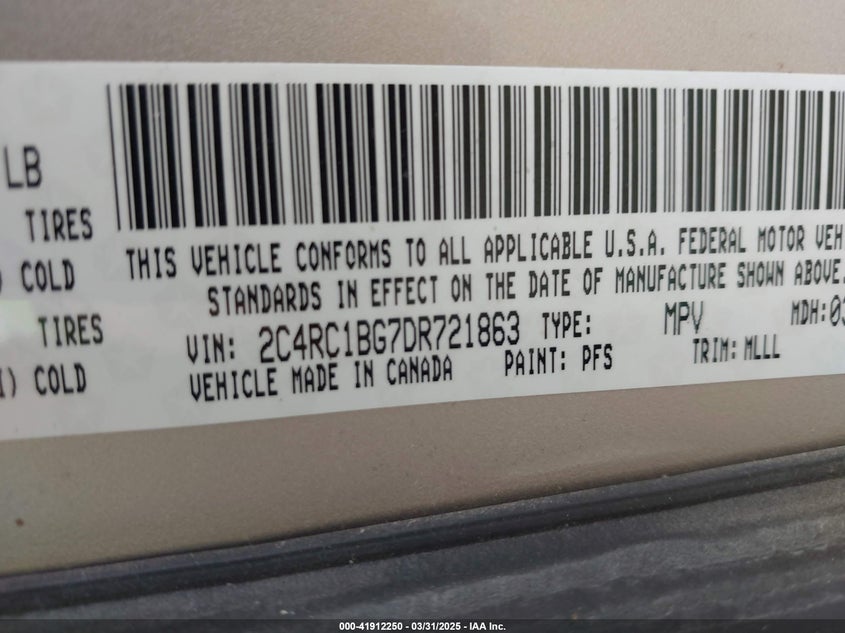 LB
TIRES
) COLD
TIRES
I) COLD
THIS VEHICLE CONFORMS TO ALL APPLICABLE U.S.A. FEDERAL MOTOR VEH
STANDARDS IN EFFECT ON THE DATE OF MANUFACTURE SHOWN ABOVE.
VIN: 2C4RC1BG7DR721863 TYPE: MPV MDH:03
VEHICLE MADE IN CANADA PAINT: PFS TRIM: MLLL
000-41912250 - 03/31/2025 - IAA Inc.